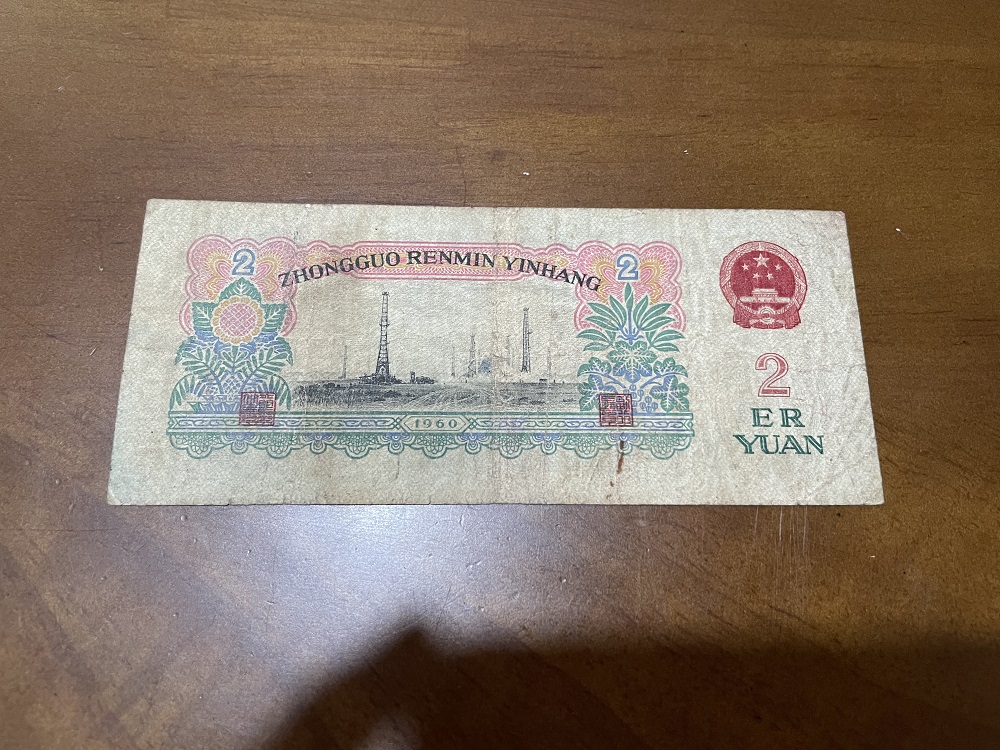 2
2
ZHONGGUO RENMIN YINHANG
1960
2
ER
YUAN